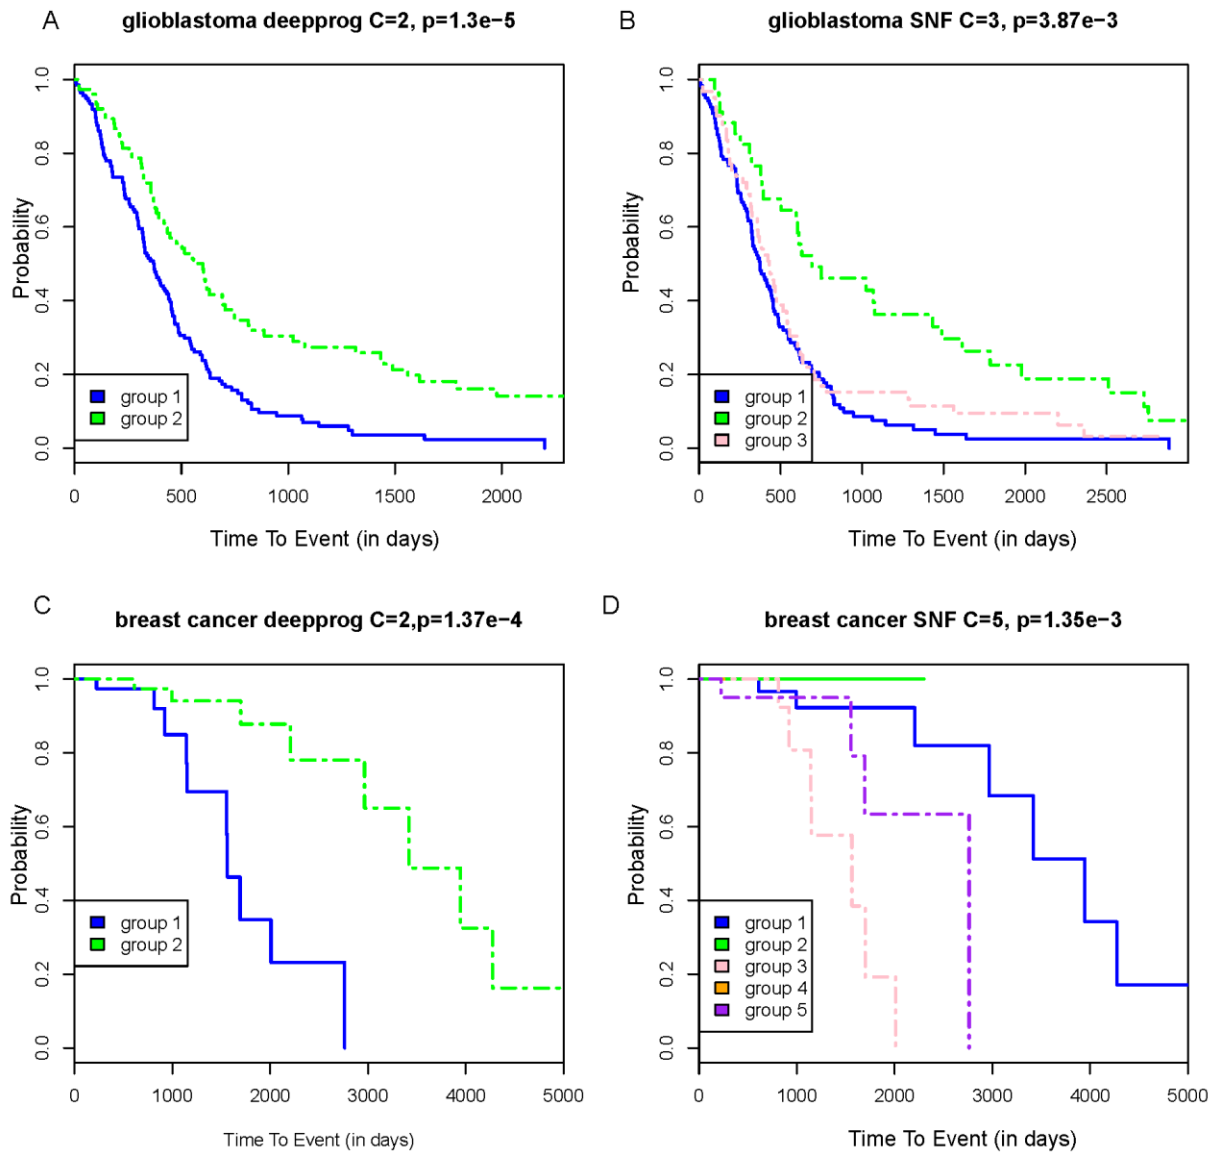 A
glioblastoma deepprog C=2, p=1.3e−5
Probability
1.0
0.8
0.6
0.4
0.2
0.0
group 1
group 2
0 500 1000 1500 2000
Time To Event (in days)
B
glioblastoma SNF C=3, p=3.87e−3
Probability
1.0
0.8
0.6
0.4
0.2
0.0
group 1
group 2
group 3
0 500 1000 1500 2000 2500
Time To Event (in days)
C
breast cancer deepprog C=2,p=1.37e−4
Probability
1.0
0.8
0.6
0.4
0.2
0.0
group 1
group 2
0 1000 2000 3000 4000 5000
Time To Event (in days)
D
breast cancer SNF C=5, p=1.35e−3
Probability
1.0
0.8
0.6
0.4
0.2
0.0
group 1
group 2
group 3
group 4
group 5
0 1000 2000 3000 4000 5000
Time To Event (in days)